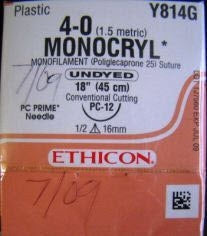 Plastic Y814G
4-0 (1.5 metric)
MONOCRYL*
MONOFILAMENT (Poliglecaprone 25) Suture
UNDYED
7/09
18" (45 cm)
Conventional Cutting
PC PRIME* PC-12
Needle
1/2 16mm
ETHICON
7/09